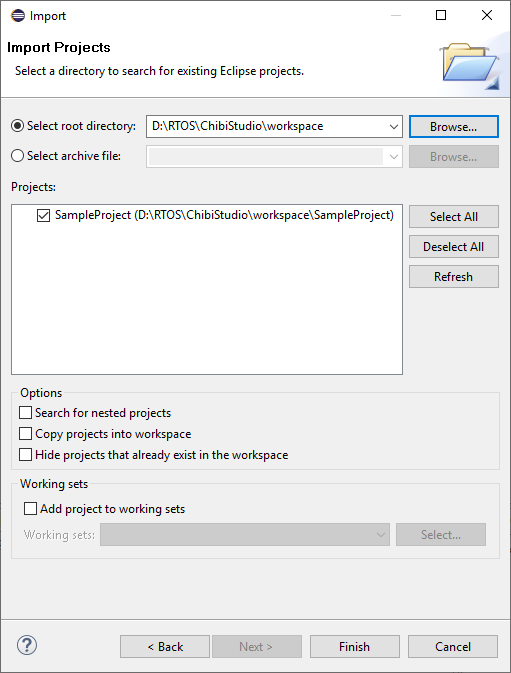 Import
Import Projects
Select a directory to search for existing Eclipse projects.
Select root directory: D:\RTOS\ChibiStudio\workspace Browse...
Select archive file: Browse...
Projects:
SampleProject (D:\RTOS\ChibiStudio\workspace\SampleProject)
Select All
Deselect All
Refresh
Options
Search for nested projects
Copy projects into workspace
Hide projects that already exist in the workspace
Working sets
Add project to working sets
Working sets: Select...
? < Back Next > Finish Cancel